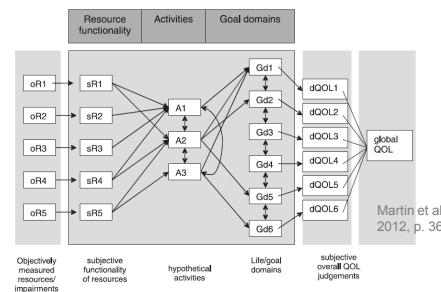 Resource functionality
Activities
Goal domains
oR1
oR2
oR3
oR4
oR5
sR1
sR2
sR3
sR4
sR5
A1
A2
A3
Gd1
Gd2
Gd3
Gd4
Gd5
Gd6
dQOL1
dQOL2
dQOL3
dQOL4
dQOL5
dQOL6
global
QOL
Martin et al
2012, p. 36
Objectively
measured
resources/
impairments
subjective
functionality
of resources
hypothetical
activities
Life/goal
domains
subjective
overall QOL
judgements